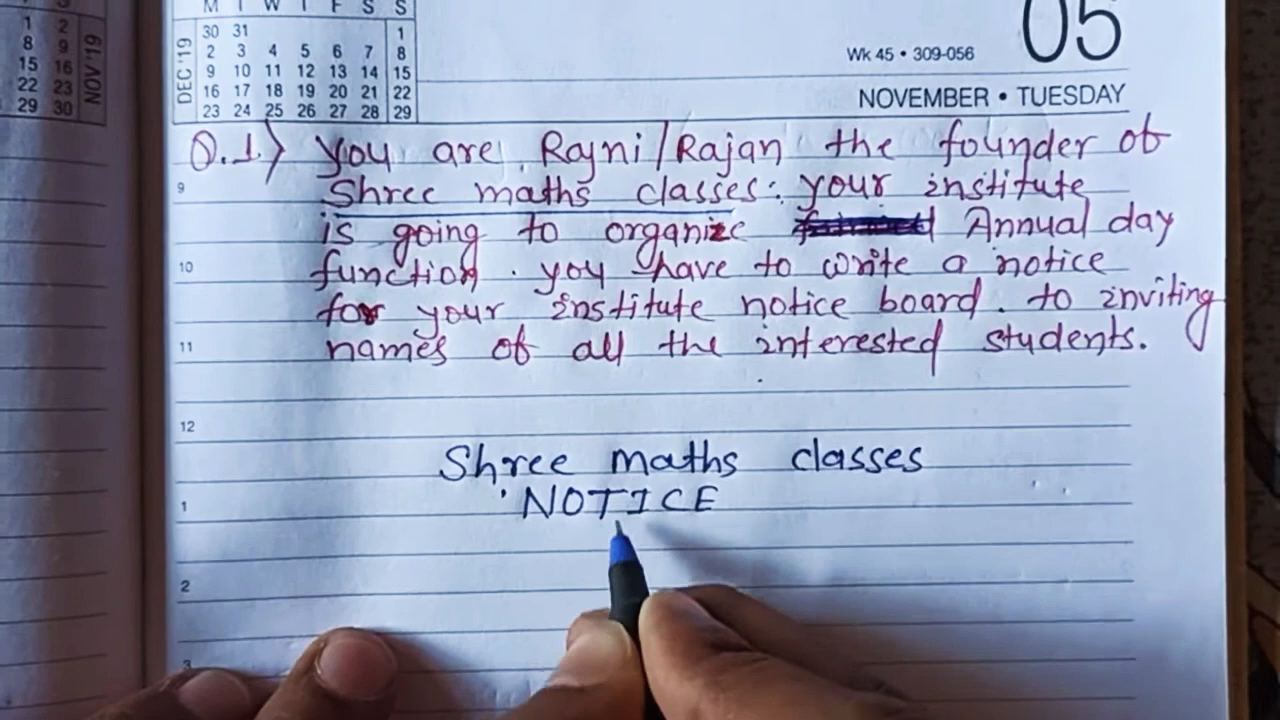 S
1 2
8 9
15 16
22 23
29 30
NOV '19
M T W T F S S
30 31 1
2 3 4 5 6 7 8
9 10 11 12 13 14 15
16 17 18 19 20 21 22
23 24 25 26 27 28 29
DEC '19
05
Wk 45 • 309-056
NOVEMBER • TUESDAY
Q.1) You are Rajni/Rajan the founder of
9 Shree maths classes. your institute
is going to organize Annual day
10 function. you have to write a notice
for your institute notice board. to inviting
11 names of all the interested students.
12
Shree maths classes
1 NOTICE
2
3